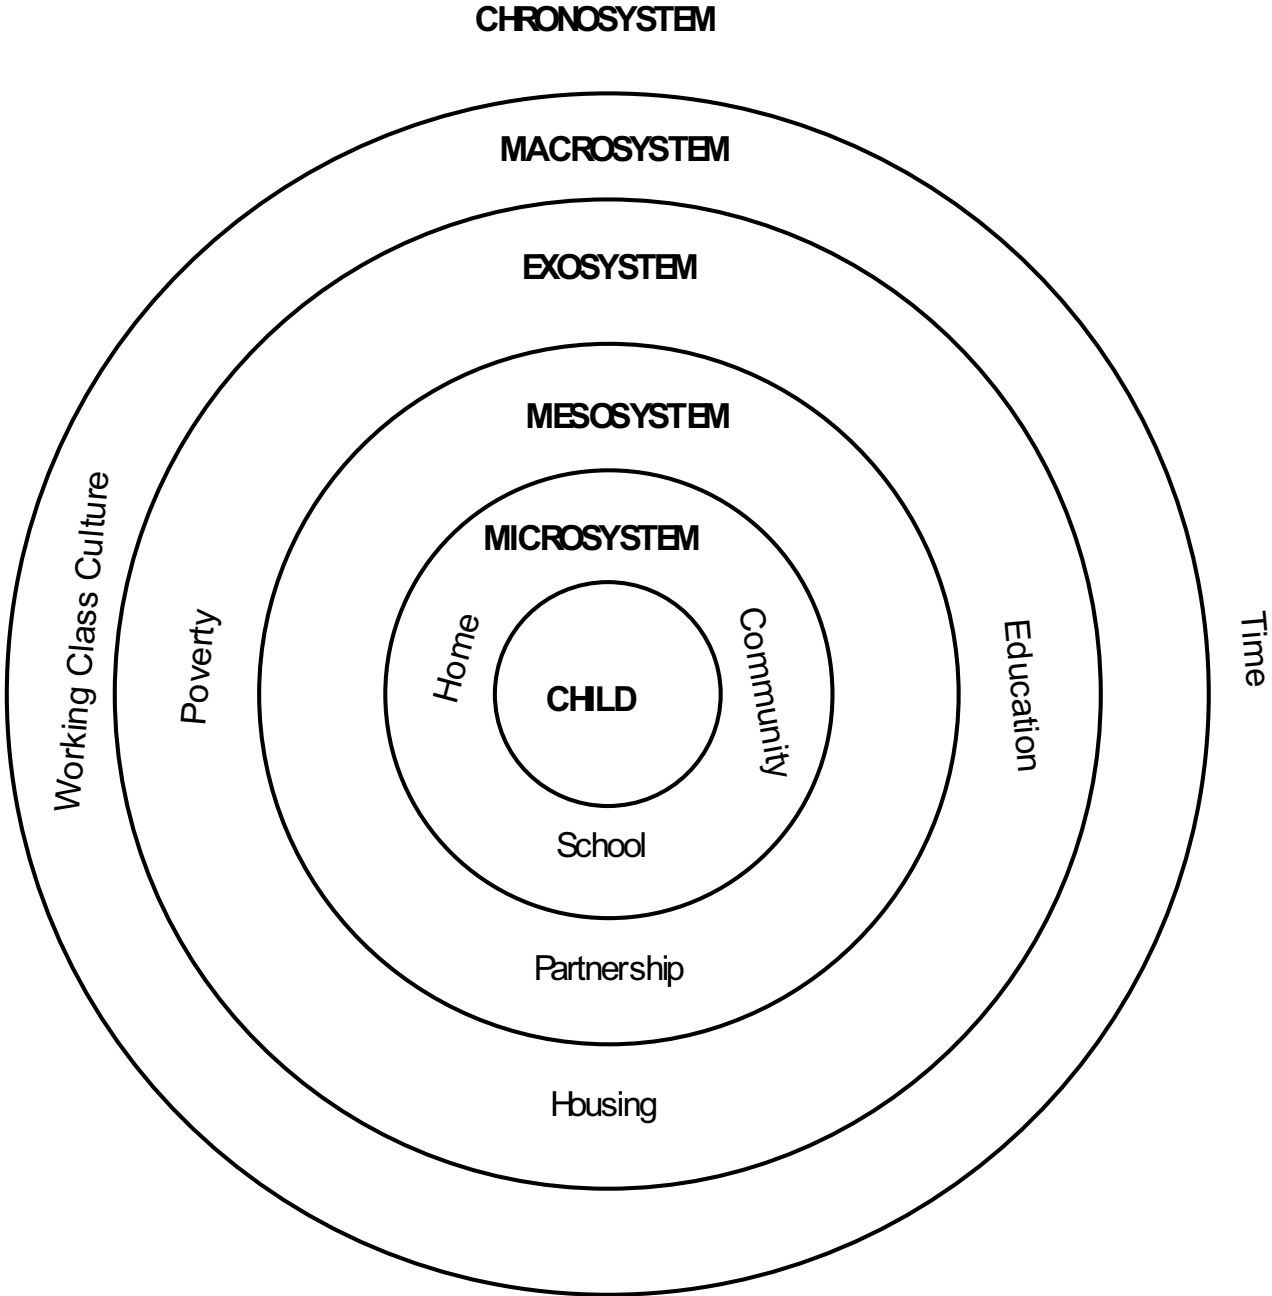 CHRONOSYSTEM
MACROSYSTEM
EXOSYSTEM
MESOSYSTEM
MICROSYSTEM
Working Class Culture
Poverty
Home
CHILD
Community
Education
Time
School
Partnership
Housing